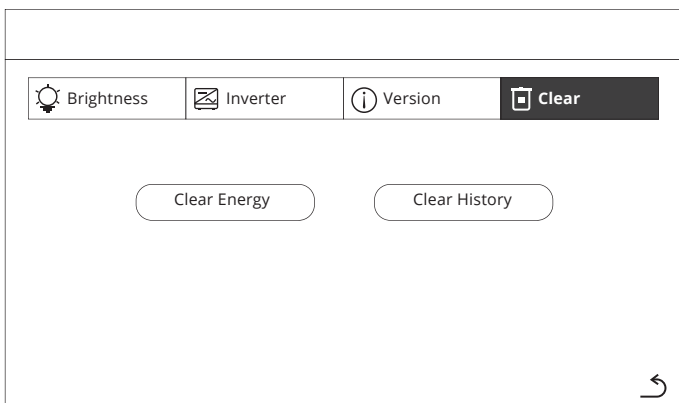 Brightness
Inverter
Version
Clear
Clear Energy
Clear History